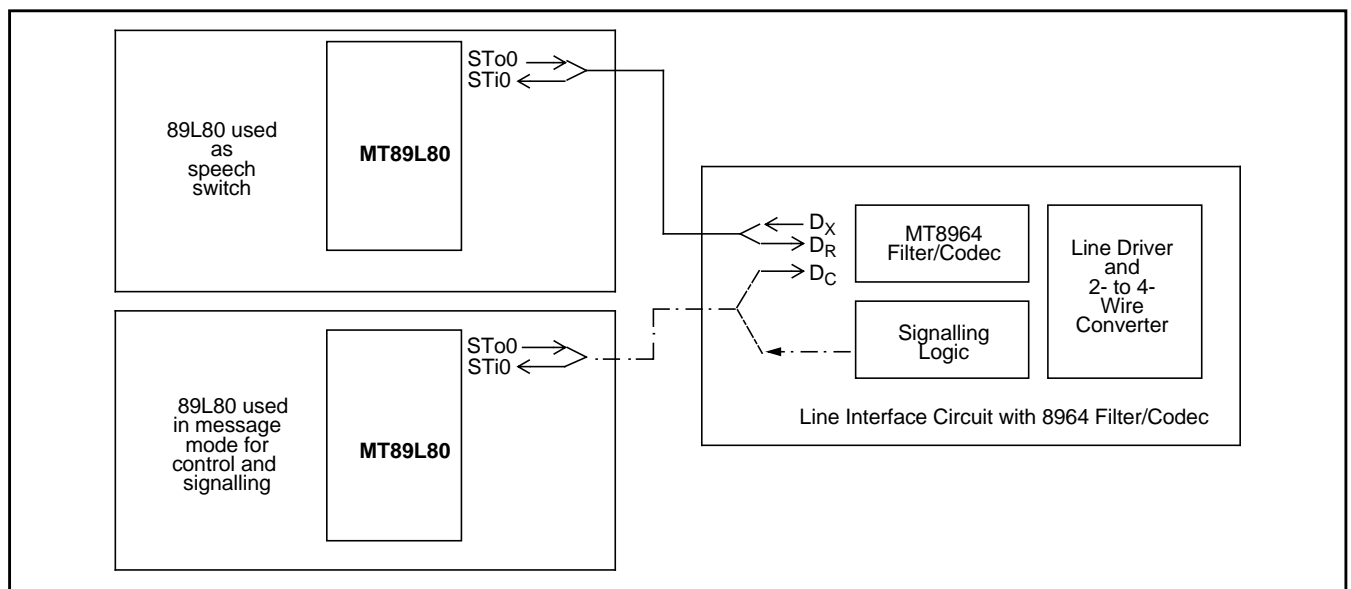 STo0
STi0
89L80 used
as
speech
switch
MT89L80
DX
DR
DC
MT8964
Filter/Codec
Line Driver
and
2- to 4-
Wire
Converter
Signalling
Logic
Line Interface Circuit with 8964 Filter/Codec
STo0
STi0
89L80 used
in message
mode for
control and
signalling
MT89L80